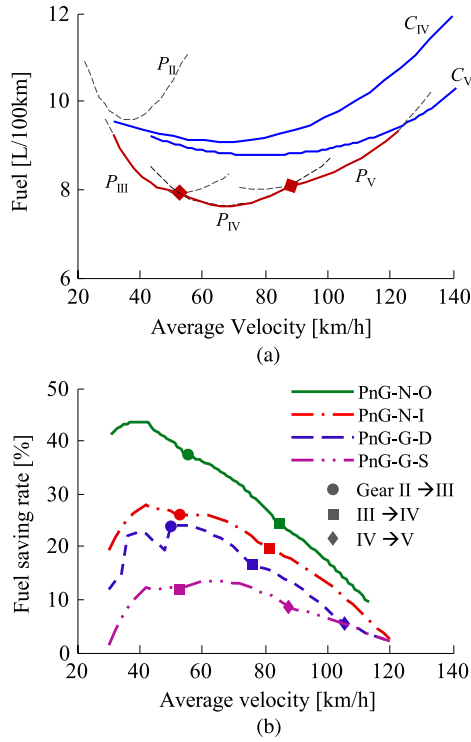 12
C_IV
P_II
C_V
10
Fuel [L/100km]
P_III
P_V
8
P_IV
6
20 40 60 80 100 120 140
Average Velocity [km/h]
(a)
50
PnG-N-O
PnG-N-I
40
PnG-G-D
PnG-G-S
30
Gear II →III
III →IV
20
IV →V
Fuel saving rate [%]
10
0
20 40 60 80 100 120 140
Average velocity [km/h]
(b)